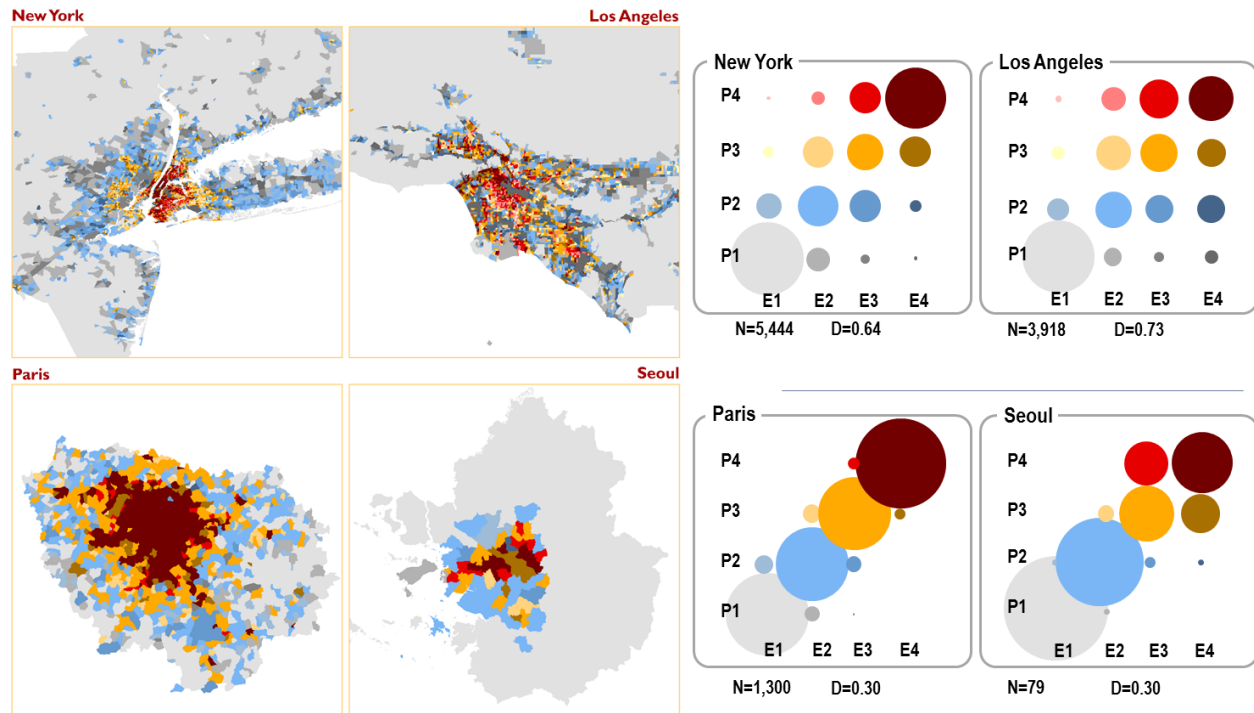 New York
Los Angeles
Paris
Seoul
New York
P4
P3
P2
P1
E1 E2 E3 E4
N=5,444 D=0.64
Los Angeles
P4
P3
P2
P1
E1 E2 E3 E4
N=3,918 D=0.73
Paris
P4
P3
P2
P1
E1 E2 E3 E4
N=1,300 D=0.30
Seoul
P4
P3
P2
P1
E1 E2 E3 E4
N=79 D=0.30